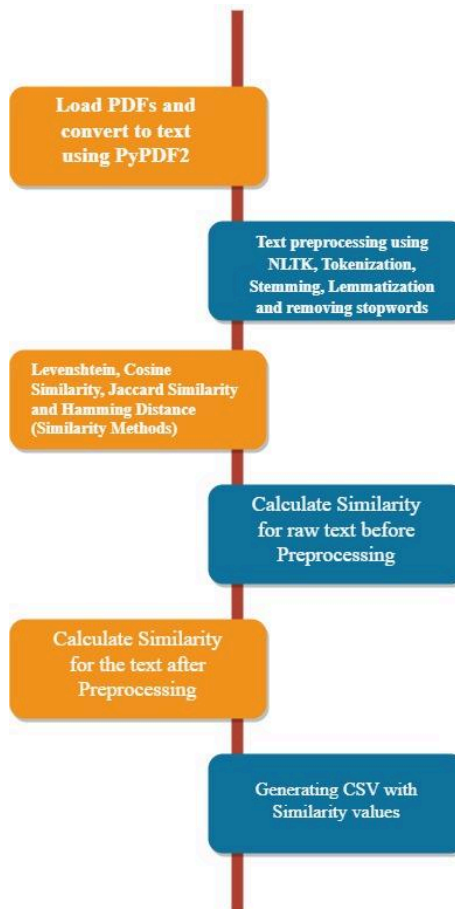 Load PDFs and
convert to text
using PyPDF2
Text preprocessing using
NLTK, Tokenization,
Stemming, Lemmatization
and removing stopwords
Levenshtein, Cosine
Similarity, Jaccard Similarity
and Hamming Distance
(Similarity Methods)
Calculate Similarity
for raw text before
Preprocessing
Calculate Similarity
for the text after
Preprocessing
Generating CSV with
Similarity values